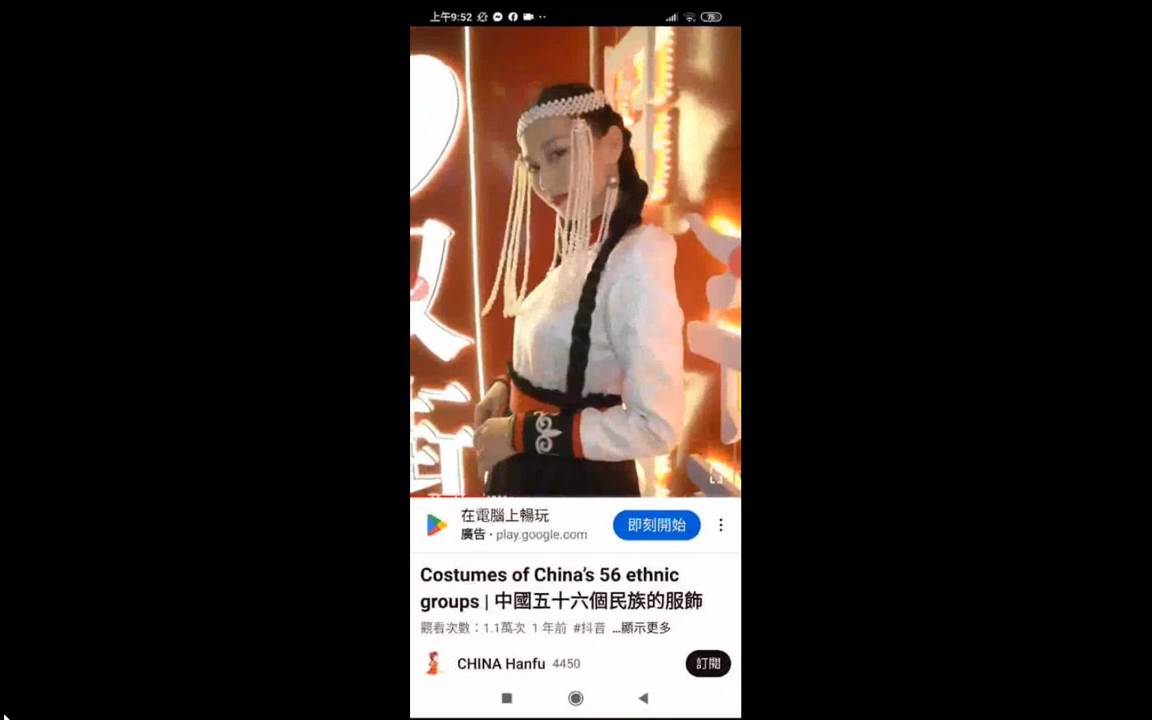 上午9:52
在電腦上暢玩
廣告 · play.google.com
即刻開始
Costumes of China's 56 ethnic
groups | 中國五十六個民族的服飾
觀看次數：1.1萬次 1 年前 #抖音 ...顯示更多
CHINA Hanfu 4450
訂閱